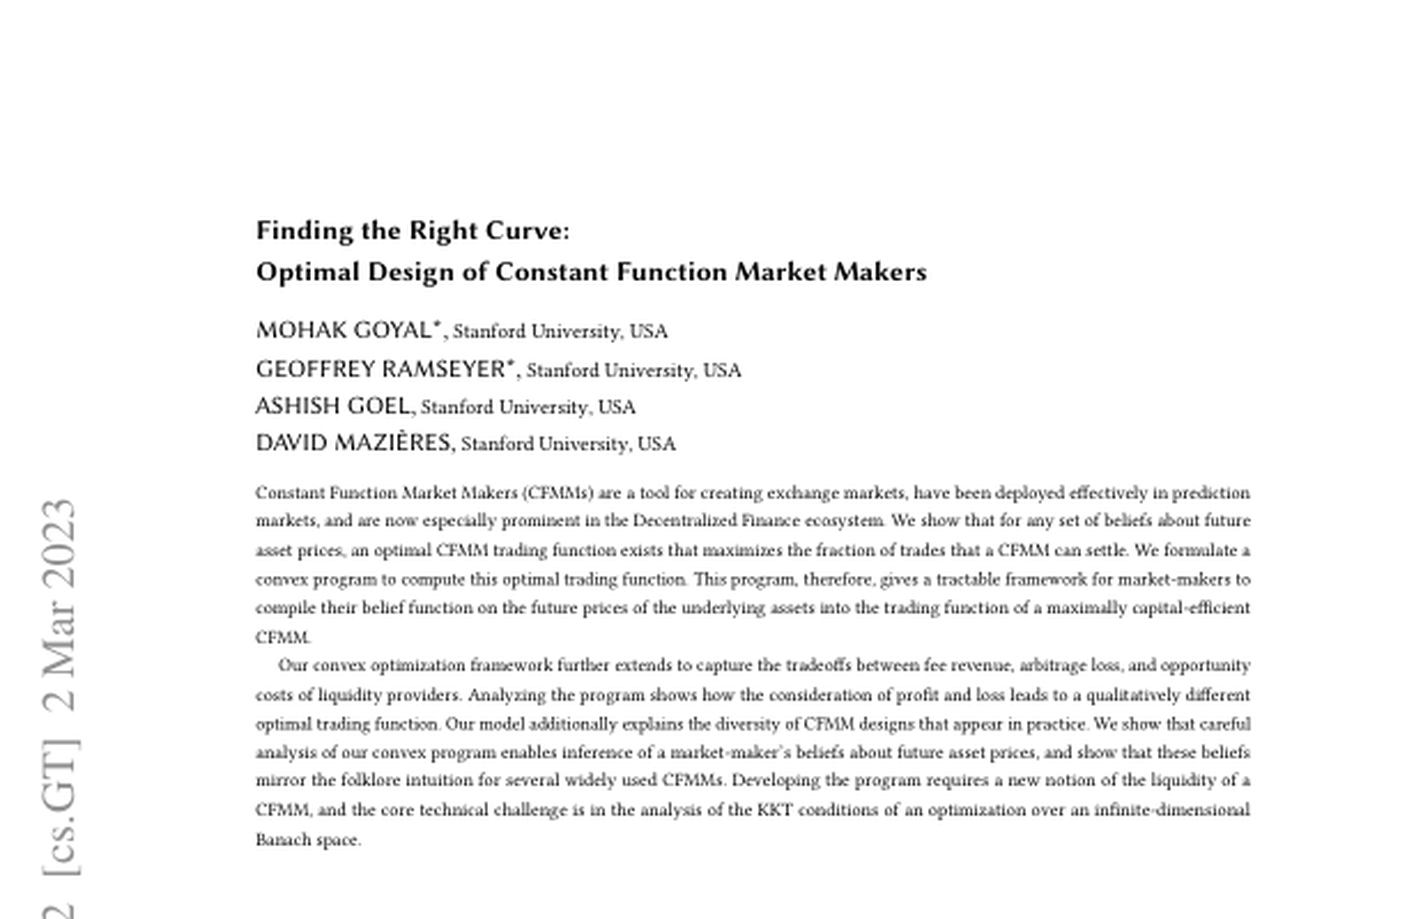 Finding the Right Curve:
Optimal Design of Constant Function Market Makers
MOHAK GOYAL*, Stanford University, USA
GEOFFREY RAMSEYER*, Stanford University, USA
ASHISH GOEL, Stanford University, USA
DAVID MAZIÈRES, Stanford University, USA
Constant Function Market Makers (CFMMs) are a tool for creating exchange markets, have been deployed effectively in prediction
markets, and are now especially prominent in the Decentralized Finance ecosystem. We show that for any set of beliefs about future
asset prices, an optimal CFMM trading function exists that maximizes the fraction of trades that a CFMM can settle. We formulate a
convex program to compute this optimal trading function. This program, therefore, gives a tractable framework for market-makers to
compile their belief function on the future prices of the underlying assets into the trading function of a maximally capital-efficient
CFMM.
Our convex optimization framework further extends to capture the tradeoffs between fee revenue, arbitrage loss, and opportunity
costs of liquidity providers. Analyzing the program shows how the consideration of profit and loss leads to a qualitatively different
optimal trading function. Our model additionally explains the diversity of CFMM designs that appear in practice. We show that careful
analysis of our convex program enables inference of a market-maker's beliefs about future asset prices, and show that these beliefs
mirror the folklore intuition for several widely used CFMMs. Developing the program requires a new notion of the liquidity of a
CFMM, and the core technical challenge is in the analysis of the KKT conditions of an optimization over an infinite-dimensional
Banach space.
2 [cs.GT] 2 Mar 2023